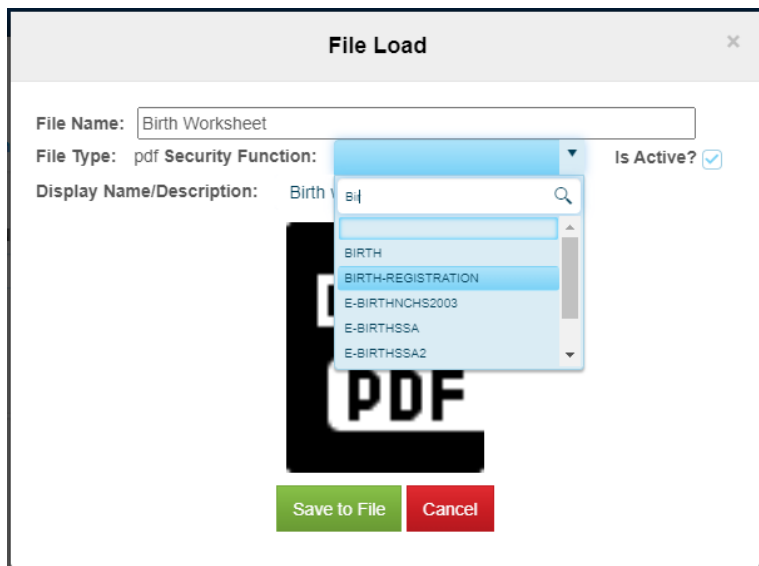 File Load
×
File Name: Birth Worksheet
File Type: pdf Security Function: Is Active?
Display Name/Description: Birth
Bir
BIRTH
BIRTH-REGISTRATION
E-BIRTHNCHS2003
E-BIRTHSSA
E-BIRTHSSA2
PDF
Save to File Cancel